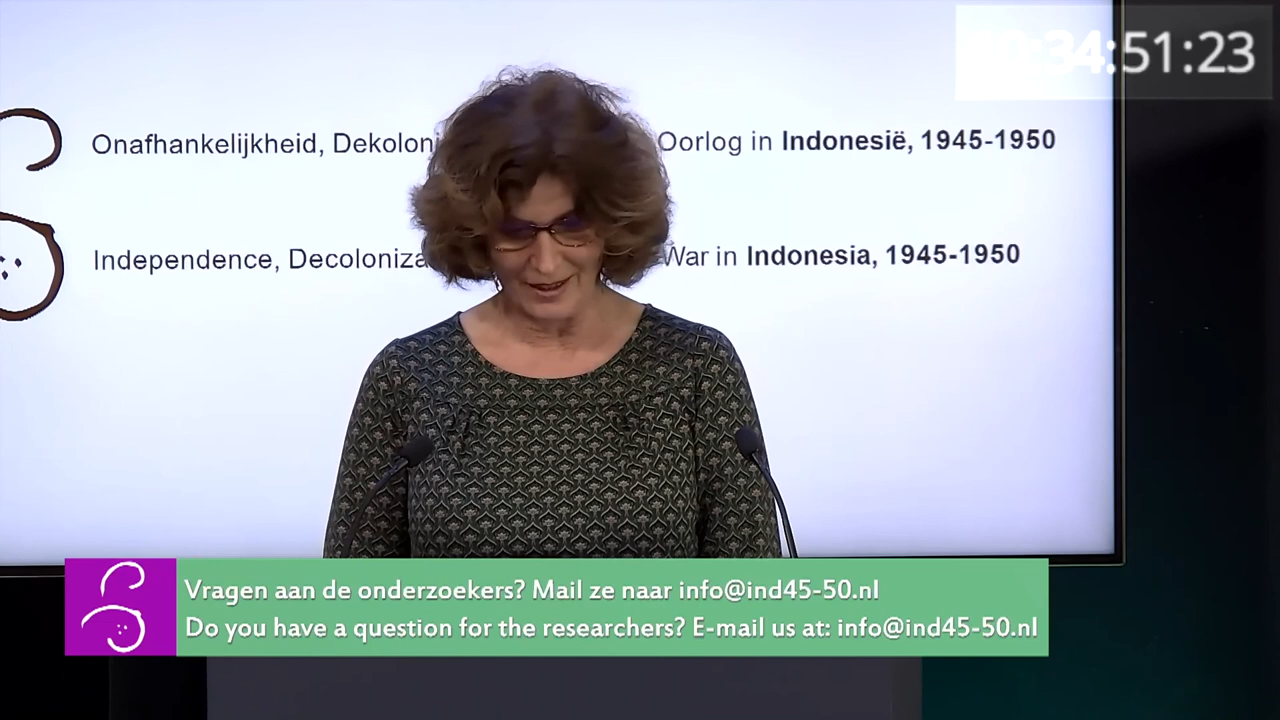 :34:51:23
Onafhankelijkheid, Oorlog in Indonesië, 1945-1950
Independence, War in Indonesia, 1945-1950
Vragen aan de onderzoekers? Mail ze naar info@ind45-50.nl
Do you have a question for the researchers? E-mail us at: info@ind45-50.nl